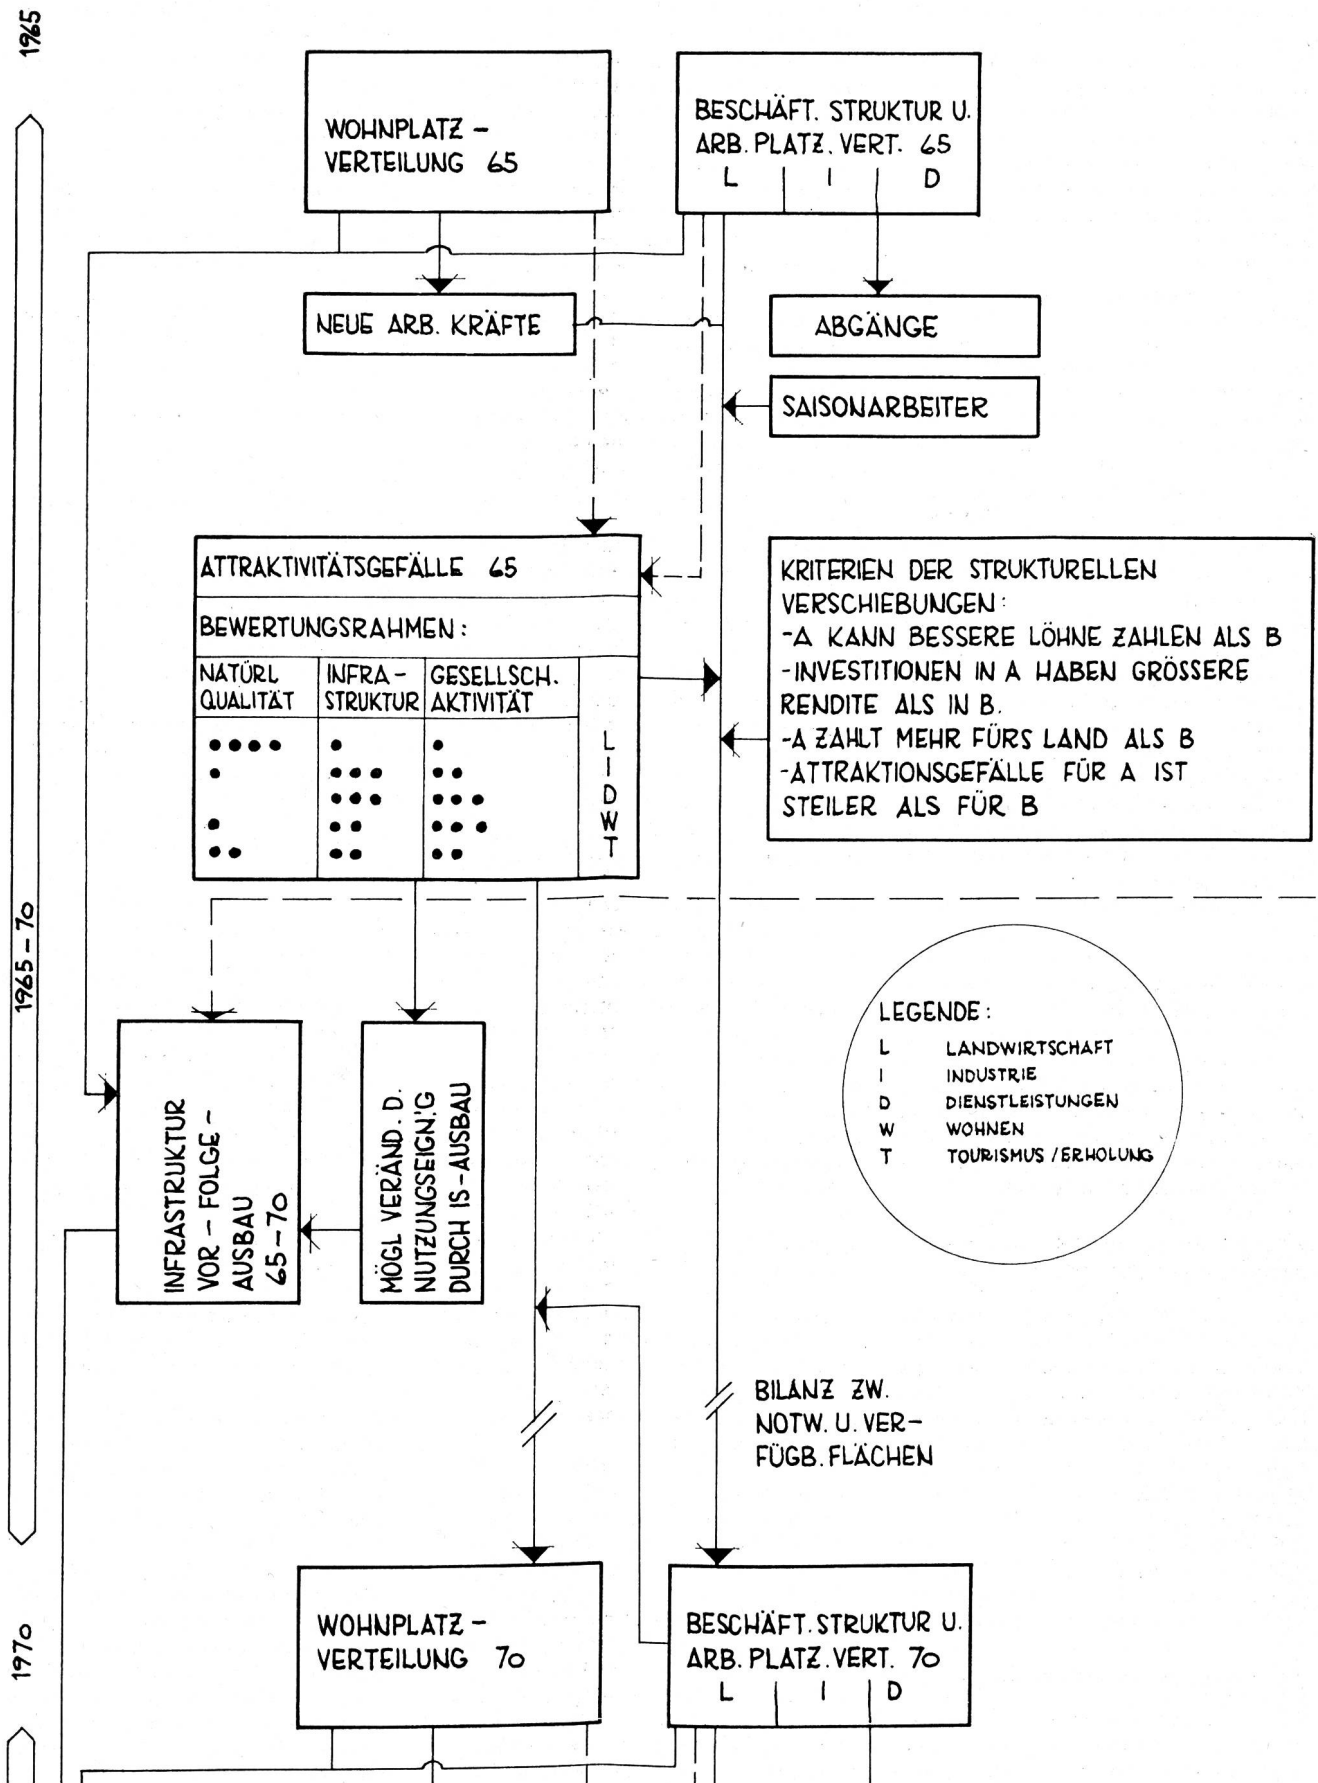 1965
WOHNPLATZ-
VERTEILUNG 65
BESCHÄFT. STRUKTUR U.
ARB. PLATZ. VERT. 65
L I D
NEUE ARB. KRÄFTE
ABGÄNGE
SAISONARBEITER
ATTRAKTIVITÄTSGEFÄLLE 65
BEWERTUNGSRAHMEN:
NATÜRL
QUALITÄT
INFRA-
STRUKTUR
GESELLSCH.
AKTIVITÄT
L
I
D
W
T
KRITERIEN DER STRUKTURELLEN
VERSCHIEBUNGEN:
-A KANN BESSERE LÖHNE ZAHLEN ALS B
-INVESTITIONEN IN A HABEN GRÖSSERE
RENDITE ALS IN B.
-A ZAHLT MEHR FÜRS LAND ALS B
-ATTRAKTIONSGEFÄLLE FÜR A IST
STEILER ALS FÜR B
1965-70
LEGENDE:
L LANDWIRTSCHAFT
I INDUSTRIE
D DIENSTLEISTUNGEN
W WOHNEN
T TOURISMUS/ERHOLUNG
INFRASTRUKTUR
VOR-FOLGE-
AUSBAU
65-70
MÖGL VERÄND. D.
NUTZUNGSEIGN.'G
DURCH IS-AUSBAU
BILANZ ZW.
NOTW. U. VER-
FÜGB. FLÄCHEN
1970
WOHNPLATZ-
VERTEILUNG 70
BESCHÄFT. STRUKTUR U.
ARB. PLATZ. VERT. 70
L I D